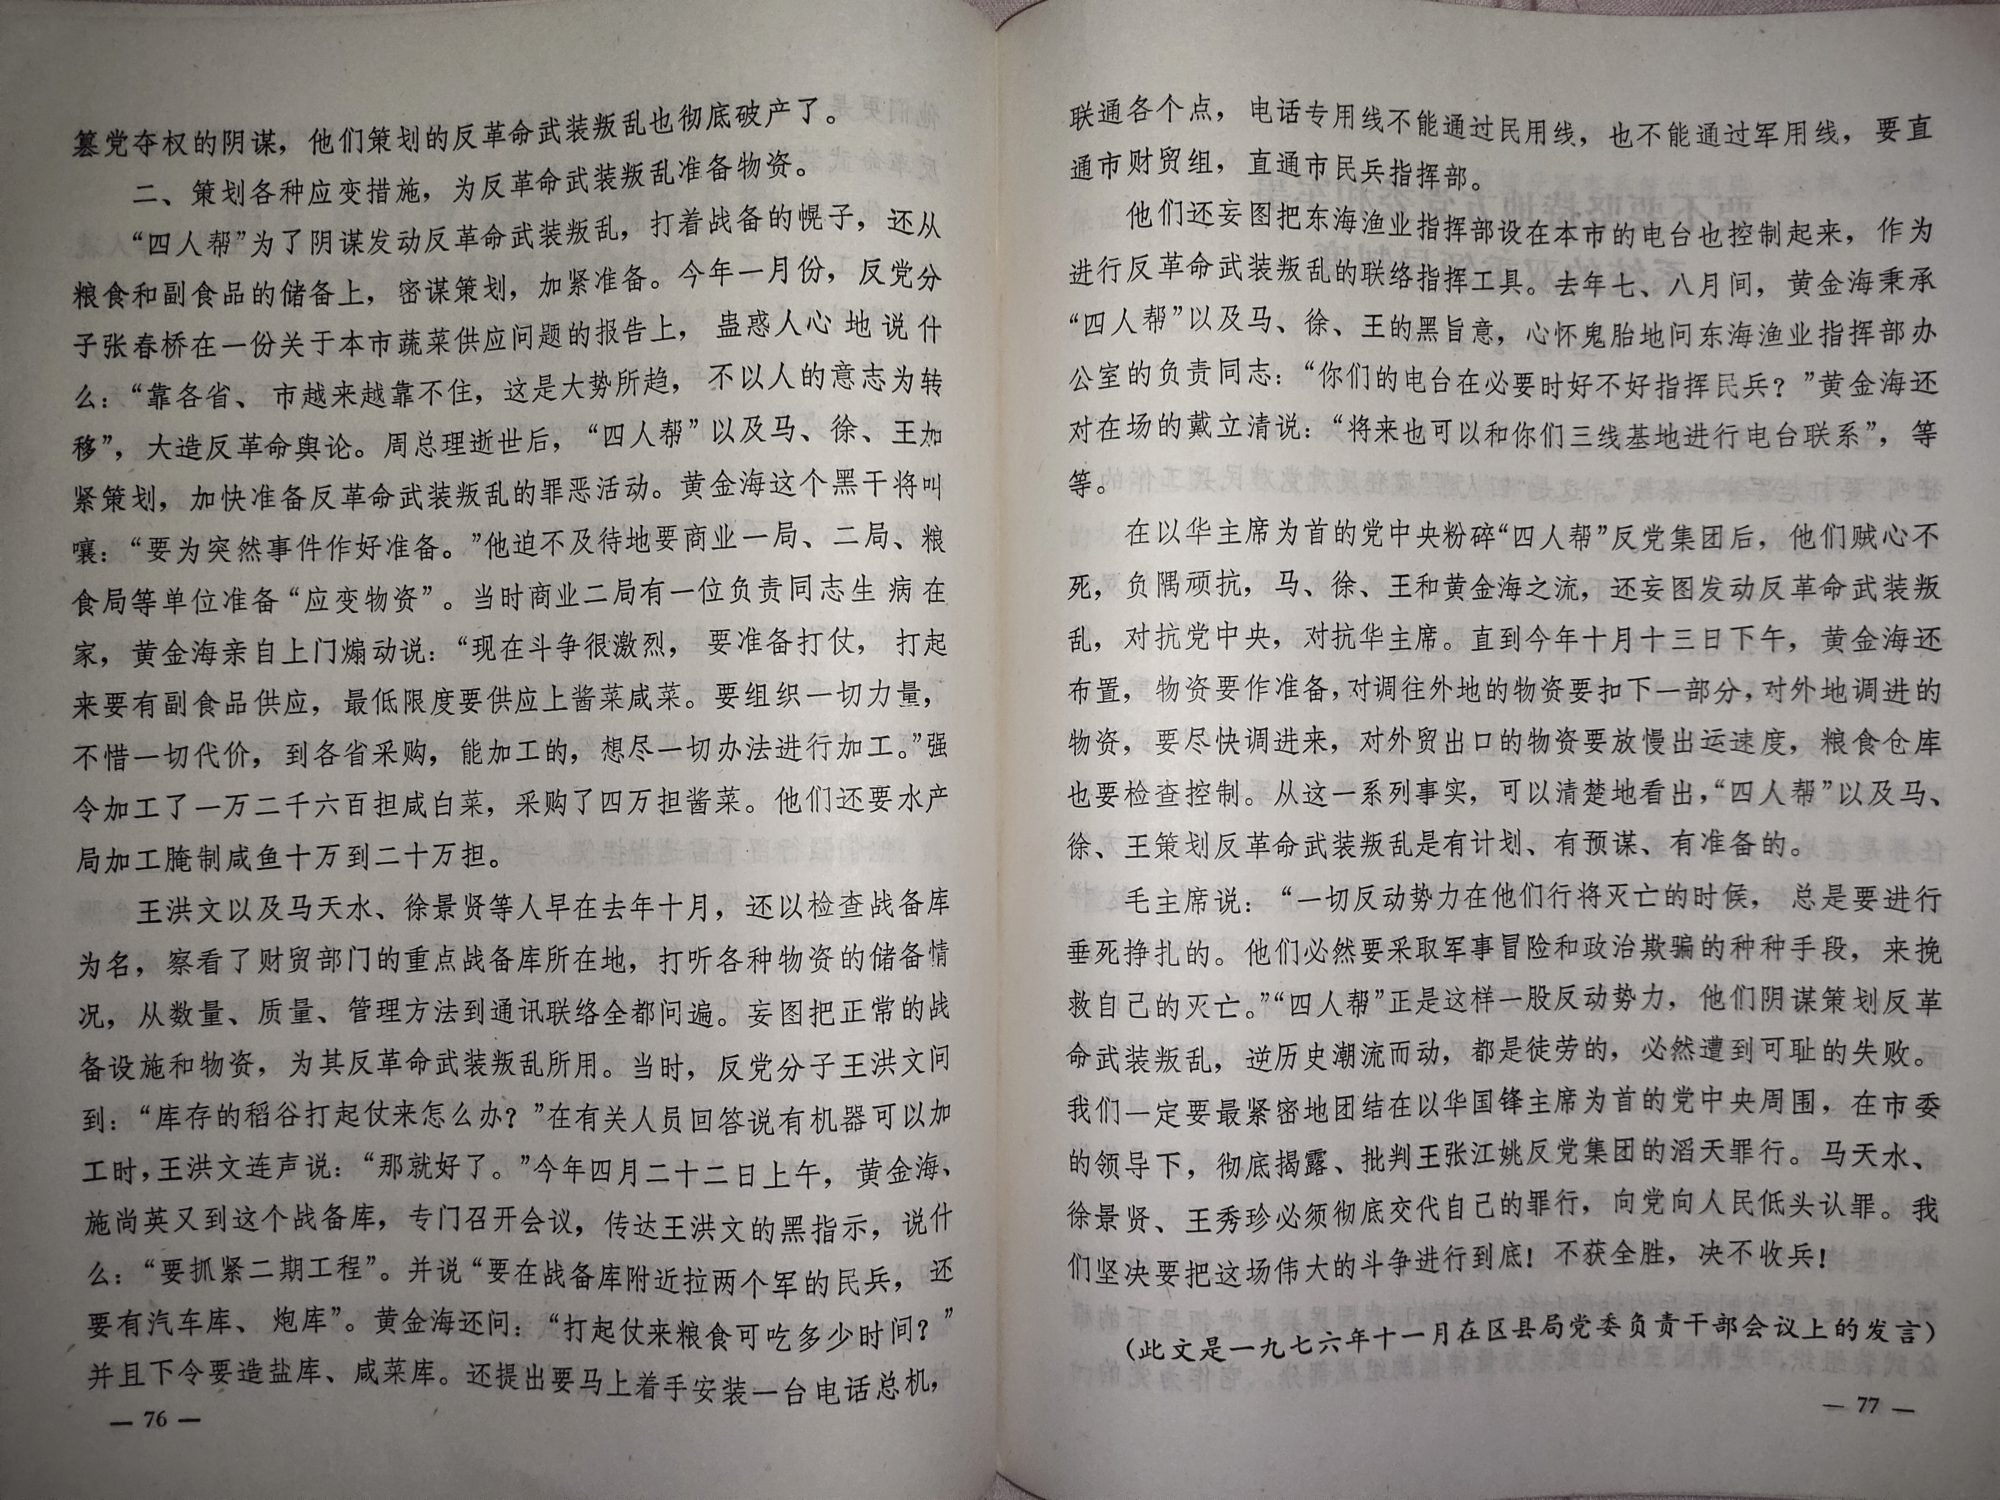 篡党夺权的阴谋，他们策划的反革命武装叛乱也彻底破产了。
二、策划各种应变措施，为反革命武装叛乱准备物资。
“四人帮”为了阴谋发动反革命武装叛乱，打着战备的幌子，还从
粮食和副食品的储备上，密谋策划，加紧准备。今年一月份，反党分
子张春桥在一份关于本市蔬菜供应问题的报告上，蛊惑人心地说什
么：“靠各省、市越来越靠不住，这是大势所趋，不以人的意志为转
移”，大造反革命舆论。周总理逝世后，“四人帮”以及马、徐、王加
紧策划，加快准备反革命武装叛乱的罪恶活动。黄金海这个黑干将叫
嚷：“要为突然事件作好准备。”他迫不及待地要商业一局、二局、粮
食局等单位准备“应变物资”。当时商业二局有一位负责同志生病在
家，黄金海亲自上门煽动说：“现在斗争很激烈，要准备打仗，打起
来要有副食品供应，最低限度要供应上酱菜咸菜。要组织一切力量，
不惜一切代价，到各省采购，能加工的，想尽一切办法进行加工。”强
令加工了一万二千六百担咸白菜，采购了四万担酱菜。他们还要水产
局加工腌制咸鱼十万到二十万担。
王洪文以及马天水、徐景贤等人早在去年十月，还以检查战备库
为名，察看了财贸部门的重点战备库所在地，打听各种物资的储备情
况，从数量、质量、管理方法到通讯联络全都问遍。妄图把正常的战
备设施和物资，为其反革命武装叛乱所用。当时，反党分子王洪文问
到：“库存的稻谷打起仗来怎么办？”在有关人员回答说有机器可以加
工时，王洪文连声说：“那就好了。”今年四月二十二日上午，黄金海、
施尚英又到这个战备库，专门召开会议，传达王洪文的黑指示，说什
么：“要抓紧二期工程”。并说“要在战备库附近拉两个军的民兵，还
要有汽车库、炮库”。黄金海还问：“打起仗来粮食可吃多少时间？”
并且下令要造盐库、咸菜库。还提出要马上着手安装一台电话总机，
— 76 —
联通各个点，电话专用线不能通过民用线，也不能通过军用线，要直
通市财贸组，直通市民兵指挥部。
他们还妄图把东海渔业指挥部设在本市的电台也控制起来，作为
进行反革命武装叛乱的联络指挥工具。去年七、八月间，黄金海秉承
“四人帮”以及马、徐、王的黑旨意，心怀鬼胎地问东海渔业指挥部办
公室的负责同志：“你们的电台在必要时好不好指挥民兵？”黄金海还
对在场的戴立清说：“将来也可以和你们三线基地进行电台联系”，等
等。
在以华主席为首的党中央粉碎“四人帮”反党集团后，他们贼心不
死，负隅顽抗，马、徐、王和黄金海之流，还妄图发动反革命武装叛
乱，对抗党中央，对抗华主席。直到今年十月十三日下午，黄金海还
布置，物资要作准备，对调往外地的物资要扣下一部分，对外地调进的
物资，要尽快调进来，对外贸出口的物资要放慢出运速度，粮食仓库
也要检查控制。从这一系列事实，可以清楚地看出，“四人帮”以及马、
徐、王策划反革命武装叛乱是有计划、有预谋、有准备的。
毛主席说：“一切反动势力在他们行将灭亡的时候，总是要进行
垂死挣扎的。他们必然要采取军事冒险和政治欺骗的种种手段，来挽
救自己的灭亡。”“四人帮”正是这样一股反动势力，他们阴谋策划反革
命武装叛乱，逆历史潮流而动，都是徒劳的，必然遭到可耻的失败。
我们一定要最紧密地团结在以华国锋主席为首的党中央周围，在市委
的领导下，彻底揭露、批判王张江姚反党集团的滔天罪行。马天水、
徐景贤、王秀珍必须彻底交代自己的罪行，向党向人民低头认罪。我
们坚决要把这场伟大的斗争进行到底！不获全胜，决不收兵！
（此文是一九七六年十一月在区县局党委负责干部会议上的发言）
— 77 —